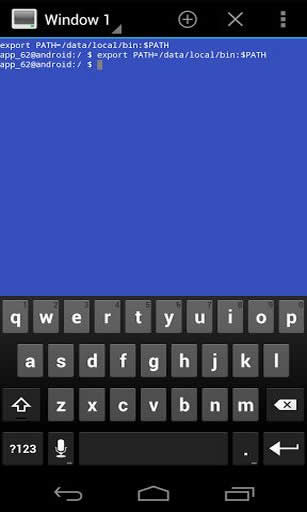 Window 1
export PATH=/data/local/bin:$PATH
app_62@android:/ $ export PATH=/data/local/bin:$PATH
app_62@android:/ $
q w e r t y u i o p
a s d f g h j k l
z x c v b n m
?123 .